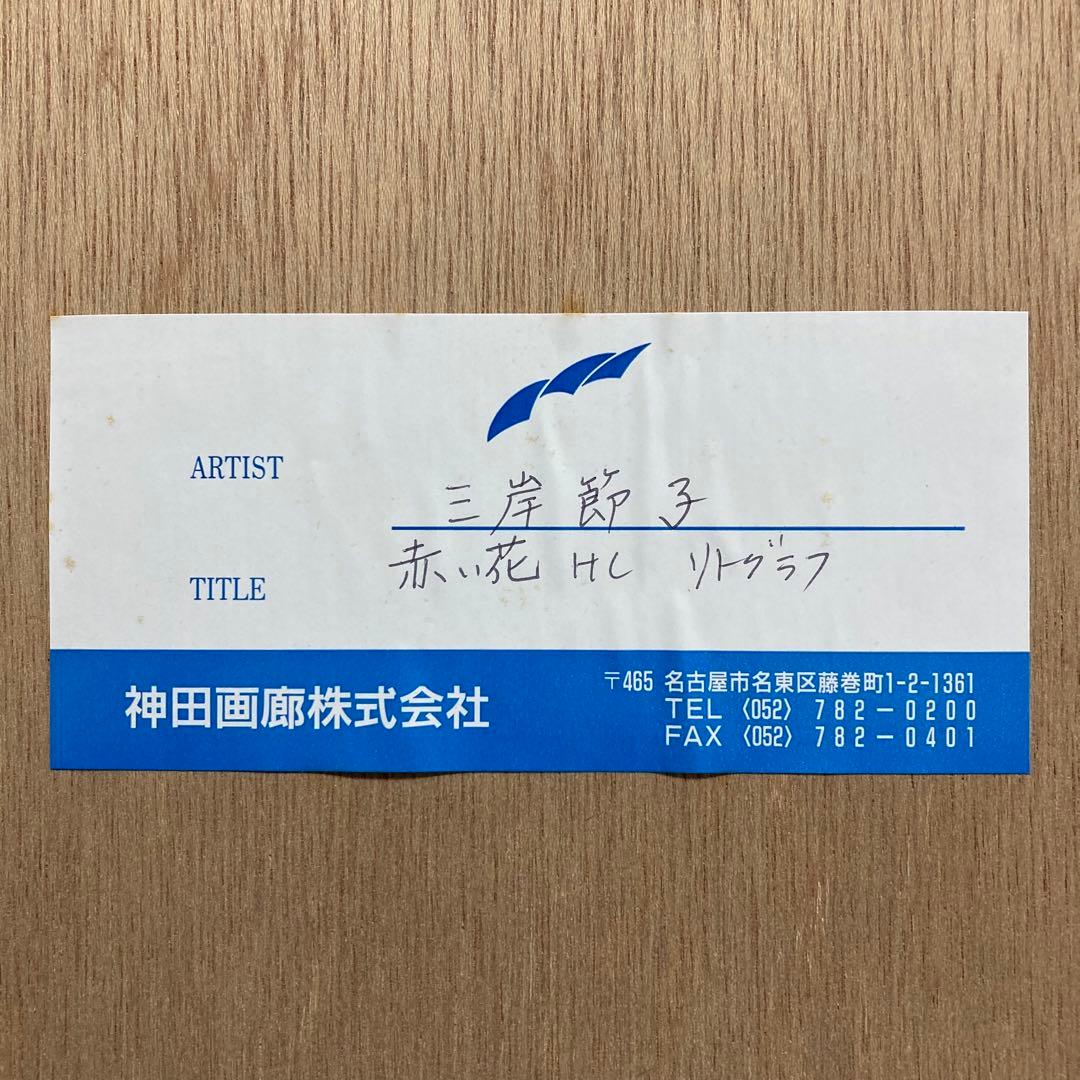 ARTIST
三岸 節子
TITLE
赤い花 HC リトグラフ
神田画廊株式会社
〒465 名古屋市名東区藤巻町1-2-1361
TEL 〈052〉 782－0200
FAX 〈052〉 782－0401